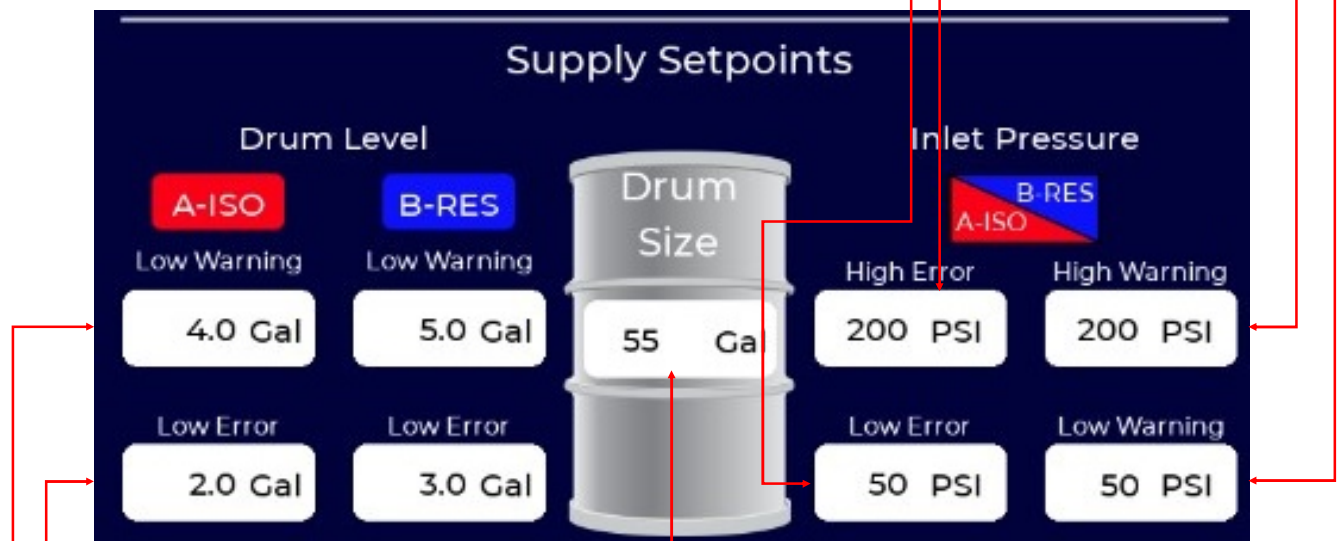 Supply Setpoints
Drum Level
Inlet Pressure
A-ISO
B-RES
Drum
Size
B-RES
A-ISO
Low Warning
Low Warning
High Error
High Warning
4.0 Gal
5.0 Gal
55 Gal
200 PSI
200 PSI
Low Error
Low Error
Low Error
Low Warning
2.0 Gal
3.0 Gal
50 PSI
50 PSI